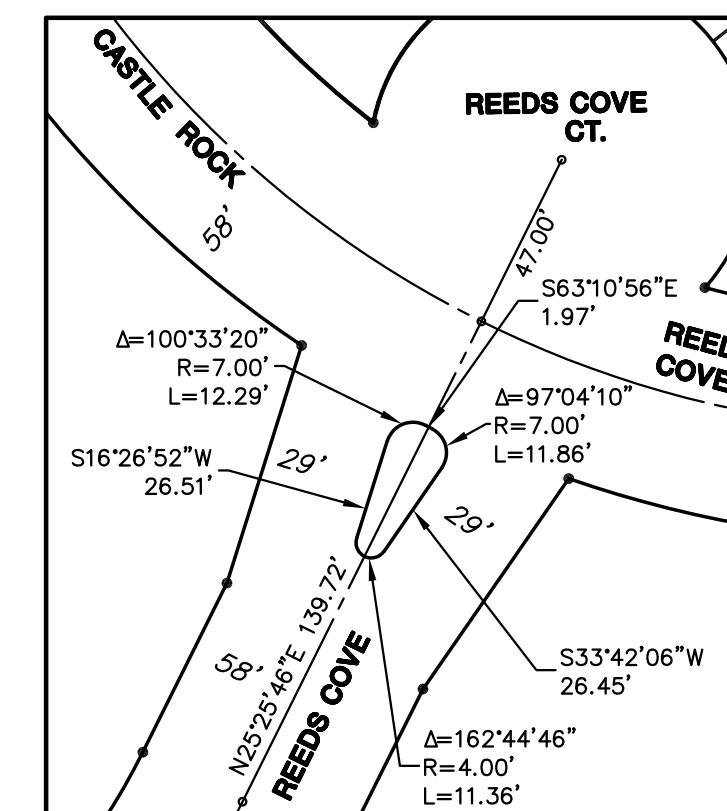 CASTLE ROCK
REEDS COVE
CT.
58'
47.00'
S63°10'56"E
1.97'
Δ=100°33'20"
R=7.00'
L=12.29'
REED
COVE
Δ=97°04'10"
R=7.00'
L=11.86'
S16°26'52"W
26.51'
29'
29'
N25°25'46"E 139.72'
58'
REEDS COVE
S33°42'06"W
26.45'
Δ=162°44'46"
R=4.00'
L=11.36'